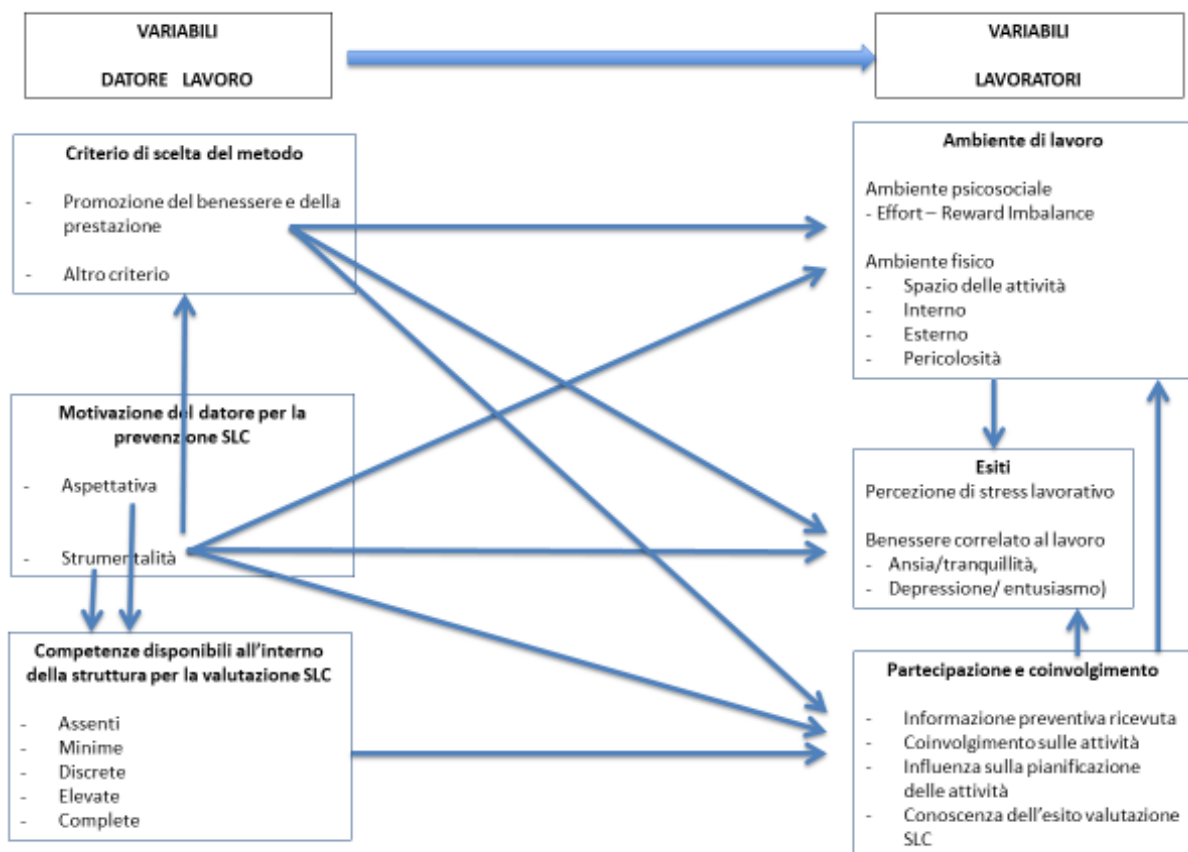 VARIABILI
DATORE LAVORO
VARIABILI
LAVORATORI
Criterio di scelta del metodo
- Promozione del benessere e della
prestazione
- Altro criterio
Motivazione del datore per la
prevenzione SLC
- Aspettativa
- Strumentalità
Competenze disponibili all'interno
della struttura per la valutazione SLC
- Assenti
- Minime
- Discrete
- Elevate
- Complete
Ambiente di lavoro
Ambiente psicosociale
- Effort – Reward Imbalance
Ambiente fisico
- Spazio delle attività
- Interno
- Esterno
- Pericolosità
Esiti
Percezione di stress lavorativo
Benessere correlato al lavoro
- Ansia/tranquillità,
- Depressione/ entusiasmo)
Partecipazione e coinvolgimento
- Informazione preventiva ricevuta
- Coinvolgimento sulle attività
- Influenza sulla pianificazione
delle attività
- Conoscenza dell'esito valutazione
SLC